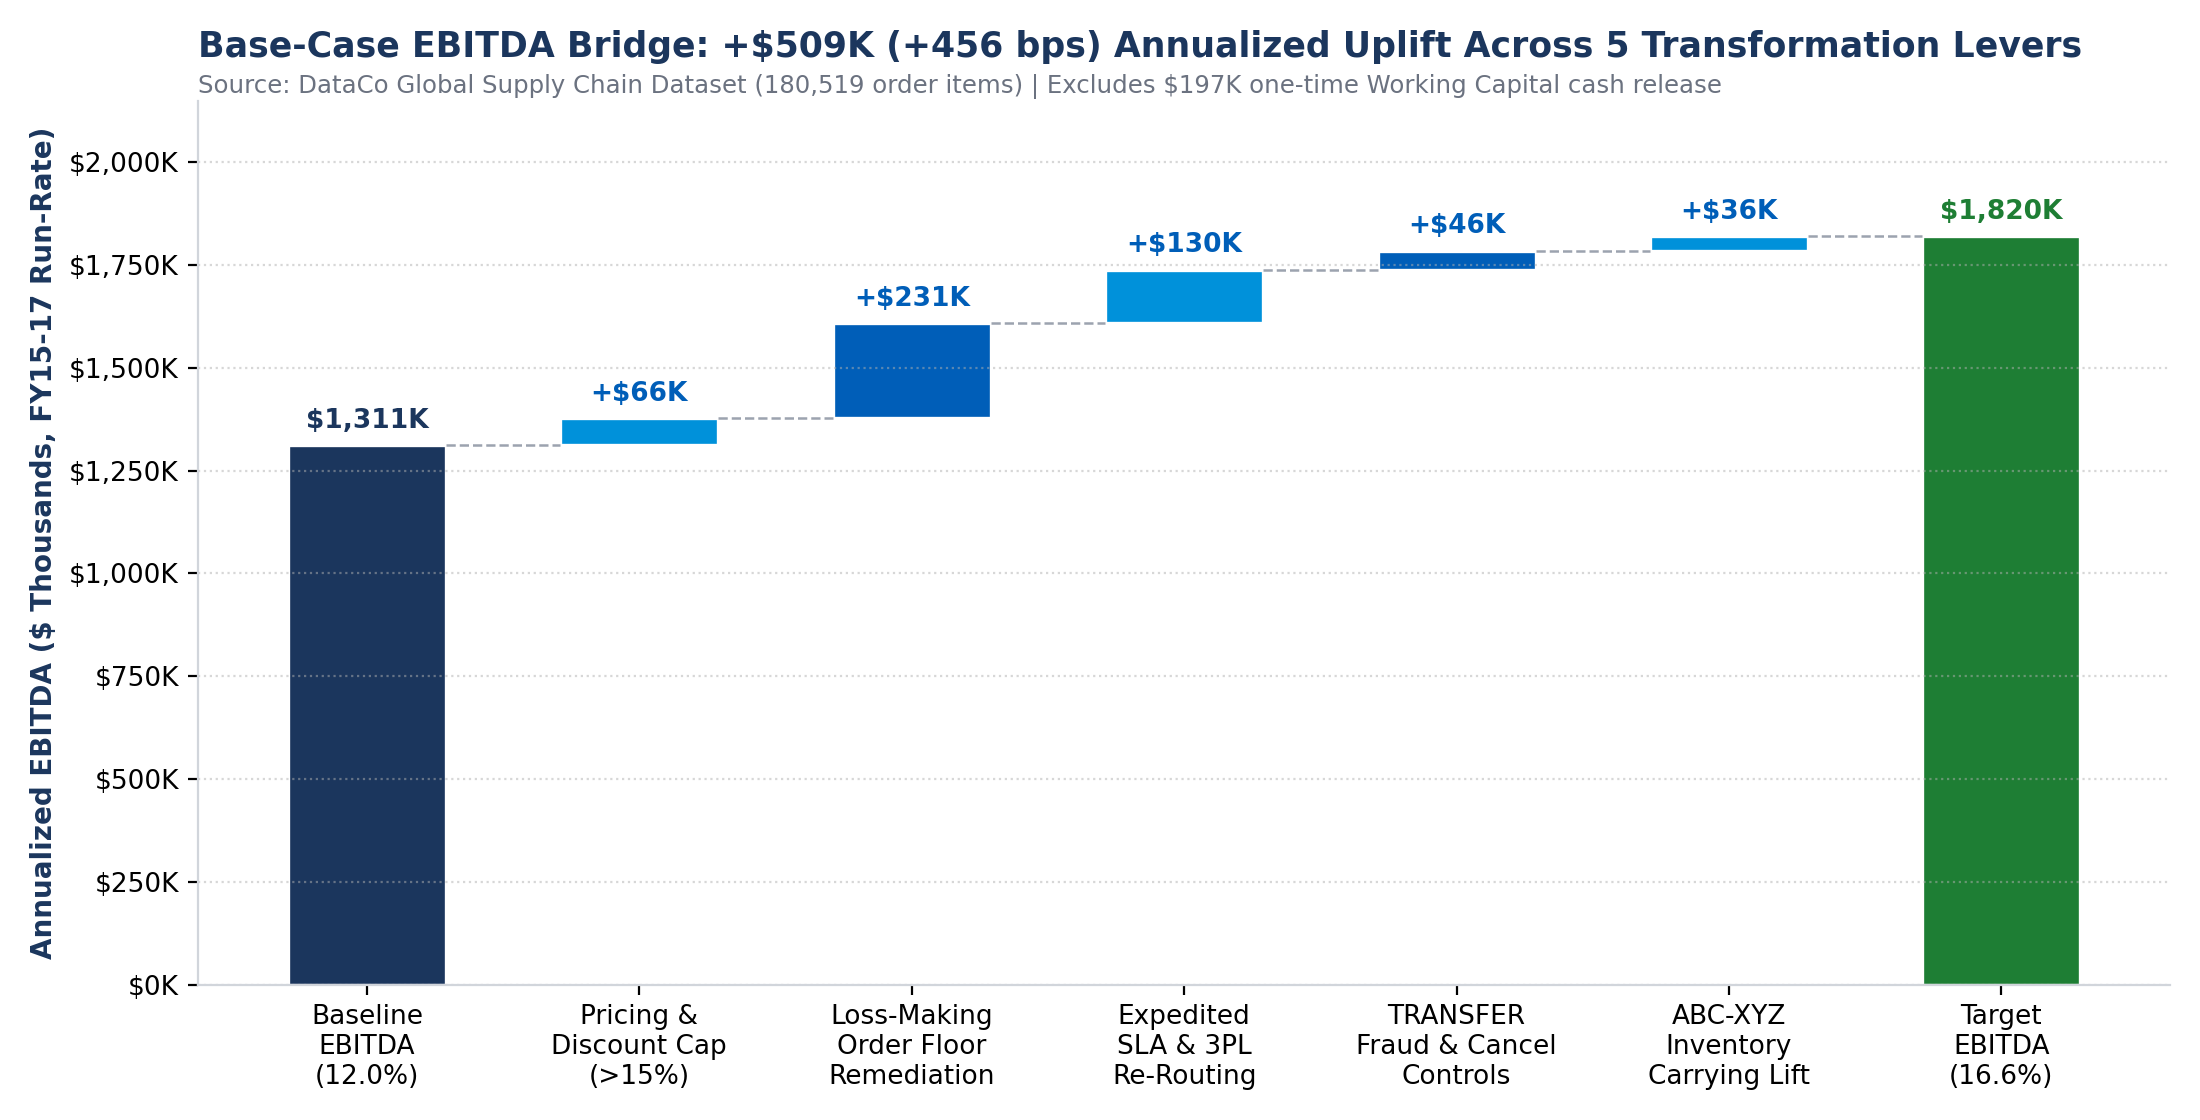 Base-Case EBITDA Bridge: +$509K (+456 bps) Annualized Uplift Across 5 Transformation Levers
Source: DataCo Global Supply Chain Dataset (180,519 order items) | Excludes $197K one-time Working Capital cash release
Annualized EBITDA ($ Thousands, FY15-17 Run-Rate)
$2,000K
$1,750K
$1,500K
$1,250K
$1,000K
$750K
$500K
$250K
$0K
$1,311K
+$66K
+$231K
+$130K
+$46K
+$36K
$1,820K
Baseline
EBITDA
(12.0%)
Pricing &
Discount Cap
(>15%)
Loss-Making
Order Floor
Remediation
Expedited
SLA & 3PL
Re-Routing
TRANSFER
Fraud & Cancel
Controls
ABC-XYZ
Inventory
Carrying Lift
Target
EBITDA
(16.6%)